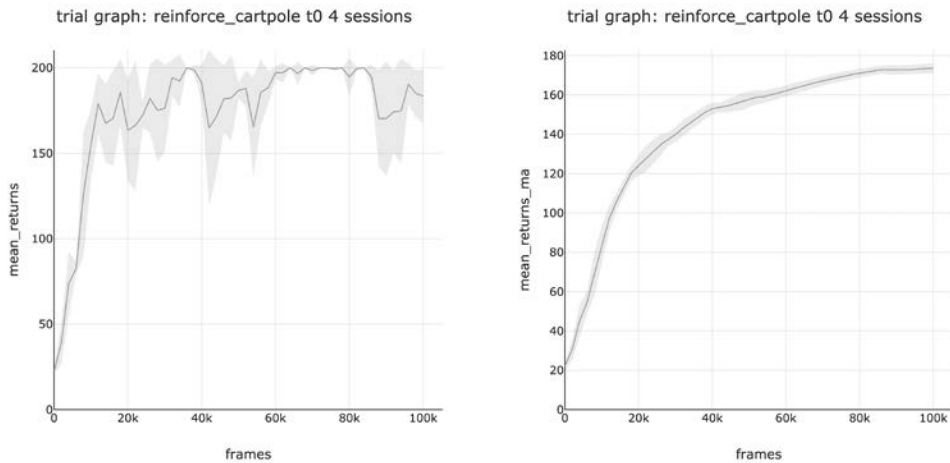 trial graph: reinforce_cartpole t0 4 sessions
mean_returns
200
150
100
50
0
0 20k 40k 60k 80k 100k
frames
trial graph: reinforce_cartpole t0 4 sessions
mean_returns_ma
180
160
140
120
100
80
60
40
20
0
0 20k 40k 60k 80k 100k
frames